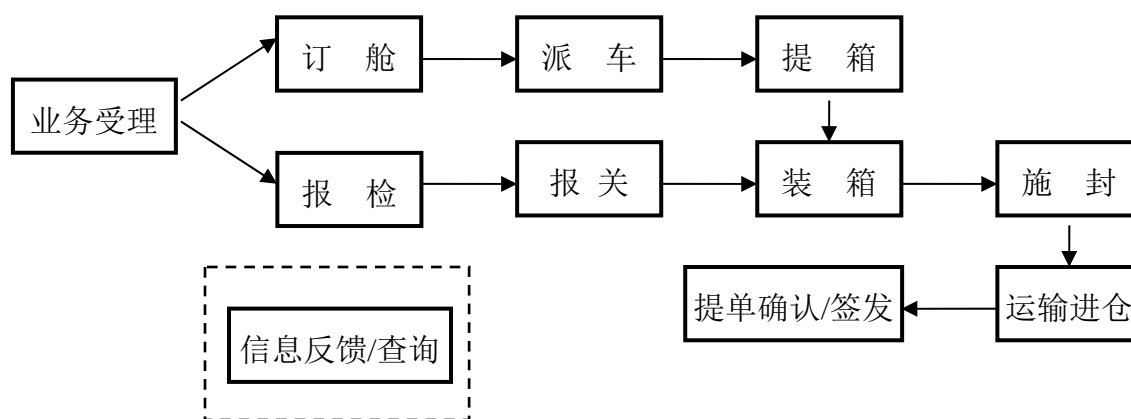 订 舱
派 车
提 箱
业务受理
报 检
报 关
装 箱
施 封
提单确认/签发
运输进仓
信息反馈/查询